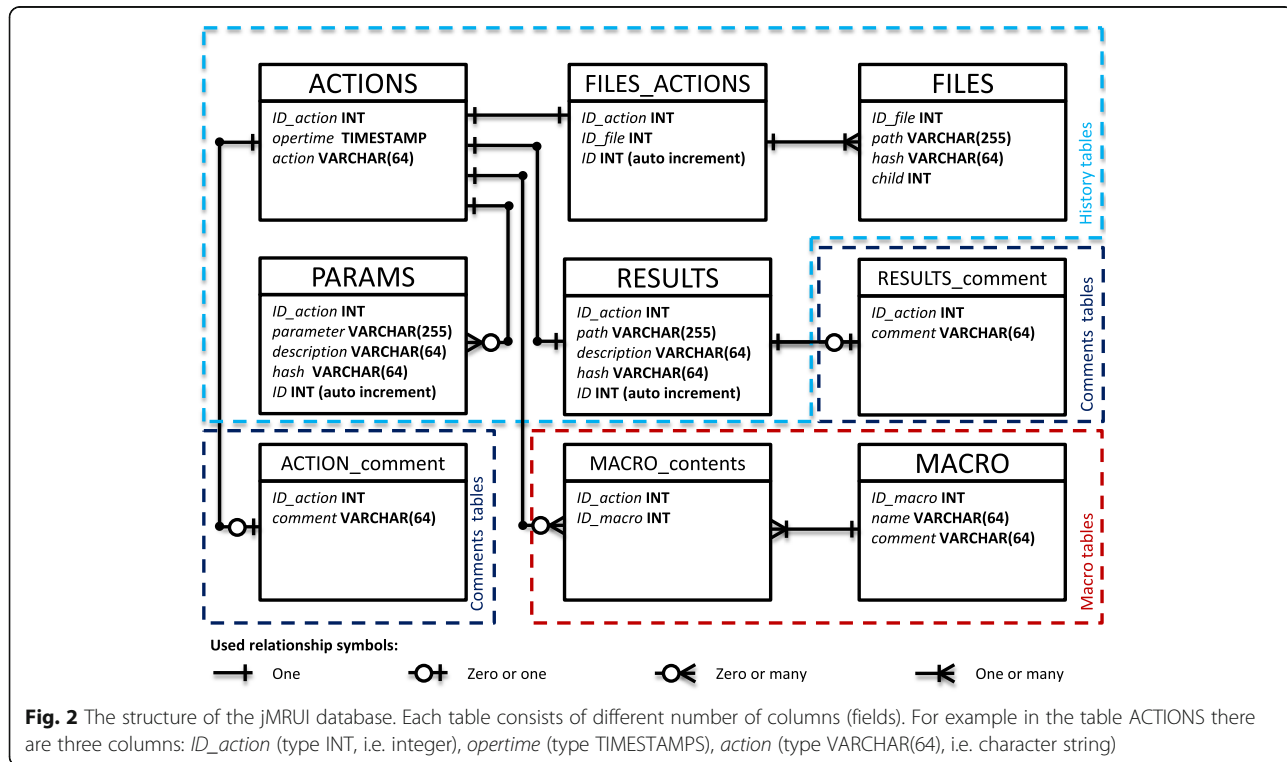 ACTIONS
ID_action INT
opertime TIMESTAMP
action VARCHAR(64)
FILES_ACTIONS
ID_action INT
ID_file INT
ID INT (auto increment)
FILES
ID_file INT
path VARCHAR(255)
hash VARCHAR(64)
child INT
History tables
PARAMS
ID_action INT
parameter VARCHAR(255)
description VARCHAR(64)
hash VARCHAR(64)
ID INT (auto increment)
RESULTS
ID_action INT
path VARCHAR(255)
description VARCHAR(64)
hash VARCHAR(64)
ID INT (auto increment)
RESULTS_comment
ID_action INT
comment VARCHAR(64)
Comments tables
ACTION_comment
ID_action INT
comment VARCHAR(64)
Comments tables
MACRO_contents
ID_action INT
ID_macro INT
MACRO
ID_macro INT
name VARCHAR(64)
comment VARCHAR(64)
Macro tables
Used relationship symbols:
One
Zero or one
Zero or many
One or many
Fig. 2 The structure of the jMRUI database. Each table consists of different number of columns (fields). For example in the table ACTIONS there
are three columns: ID_action (type INT, i.e. integer), opertime (type TIMESTAMPS), action (type VARCHAR(64), i.e. character string)